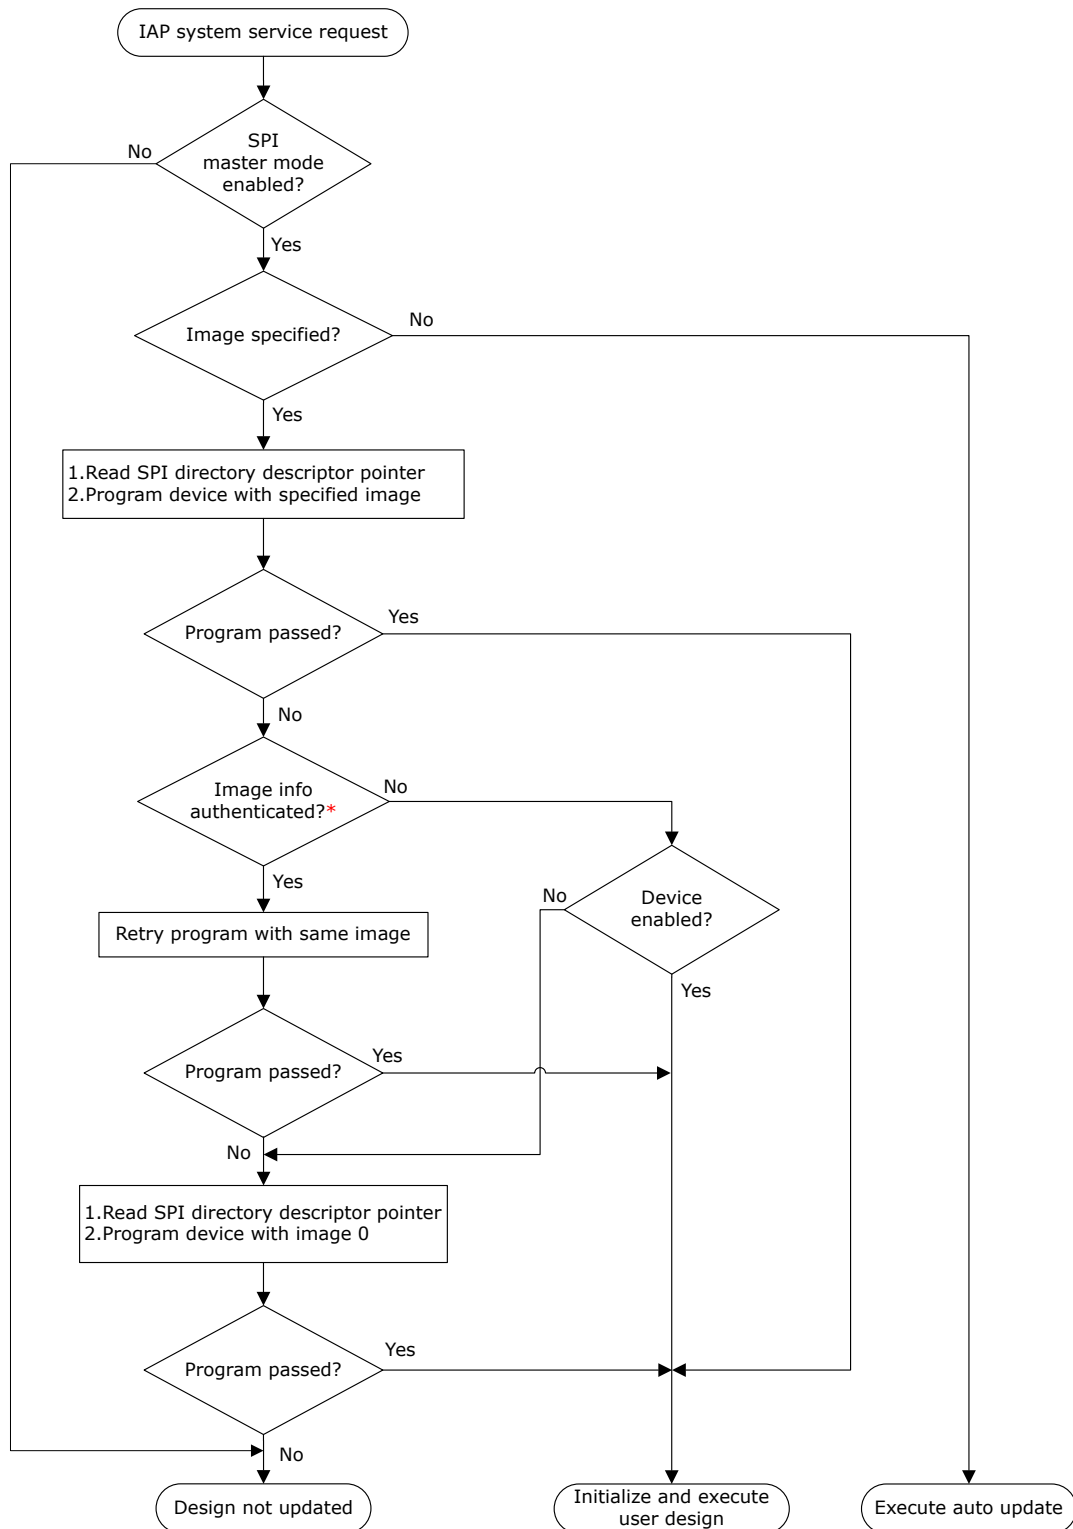 IAP system service request
SPI
master mode
enabled?
No
Yes
Image specified?
No
Yes
1.Read SPI directory descriptor pointer
2.Program device with specified image
Program passed?
Yes
No
Image info
authenticated?*
No
Yes
Device
enabled?
No
Yes
Retry program with same image
Program passed?
Yes
No
1.Read SPI directory descriptor pointer
2.Program device with image 0
Program passed?
Yes
No
Design not updated
Initialize and execute
user design
Execute auto update